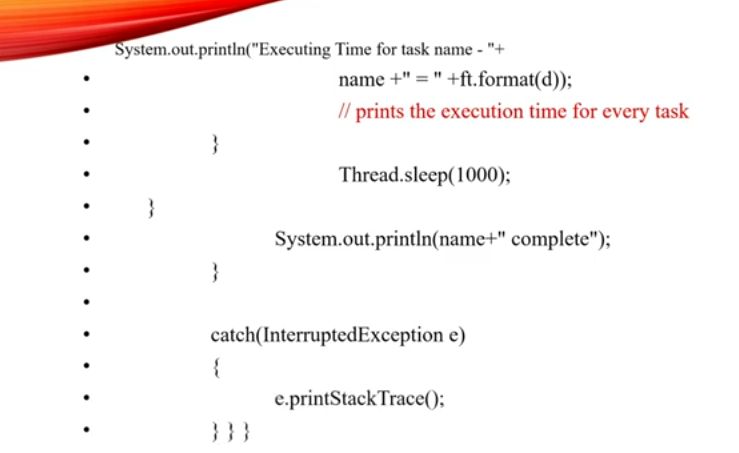 System.out.println("Executing Time for task name - "+
• name +" = " +ft.format(d));
• // prints the execution time for every task
• }
• Thread.sleep(1000);
• }
• System.out.println(name+" complete");
• }
•
• catch(InterruptedException e)
• {
• e.printStackTrace();
• } } }